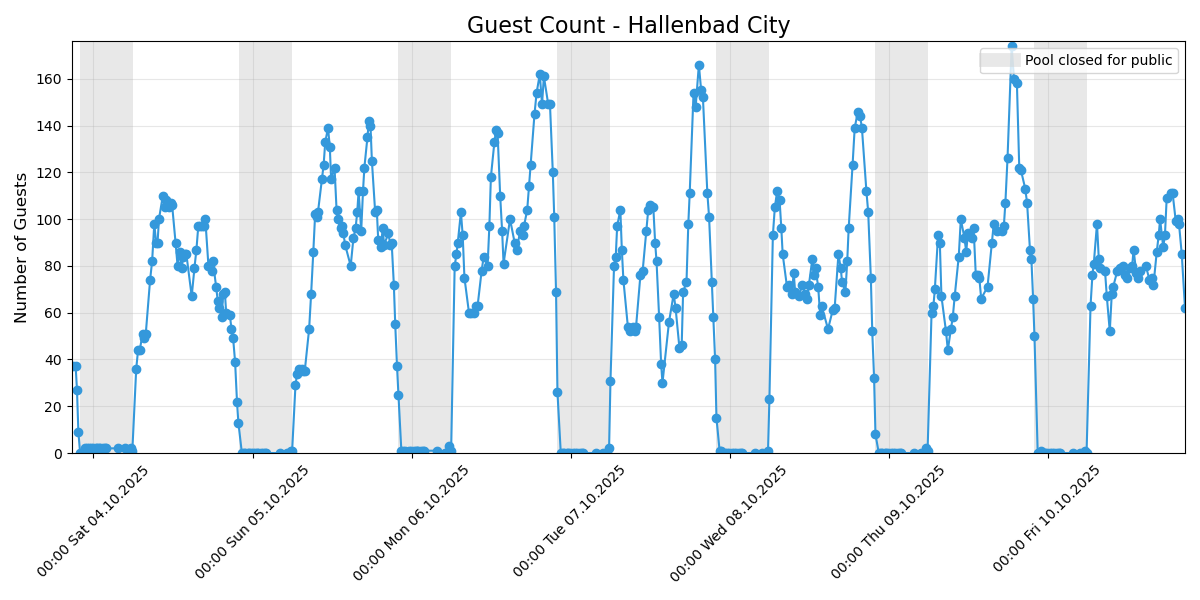 Guest Count - Hallenbad City
Pool closed for public
Number of Guests
160
140
120
100
80
60
40
20
0
00:00 Sat 04.10.2025
00:00 Sun 05.10.2025
00:00 Mon 06.10.2025
00:00 Tue 07.10.2025
00:00 Wed 08.10.2025
00:00 Thu 09.10.2025
00:00 Fri 10.10.2025